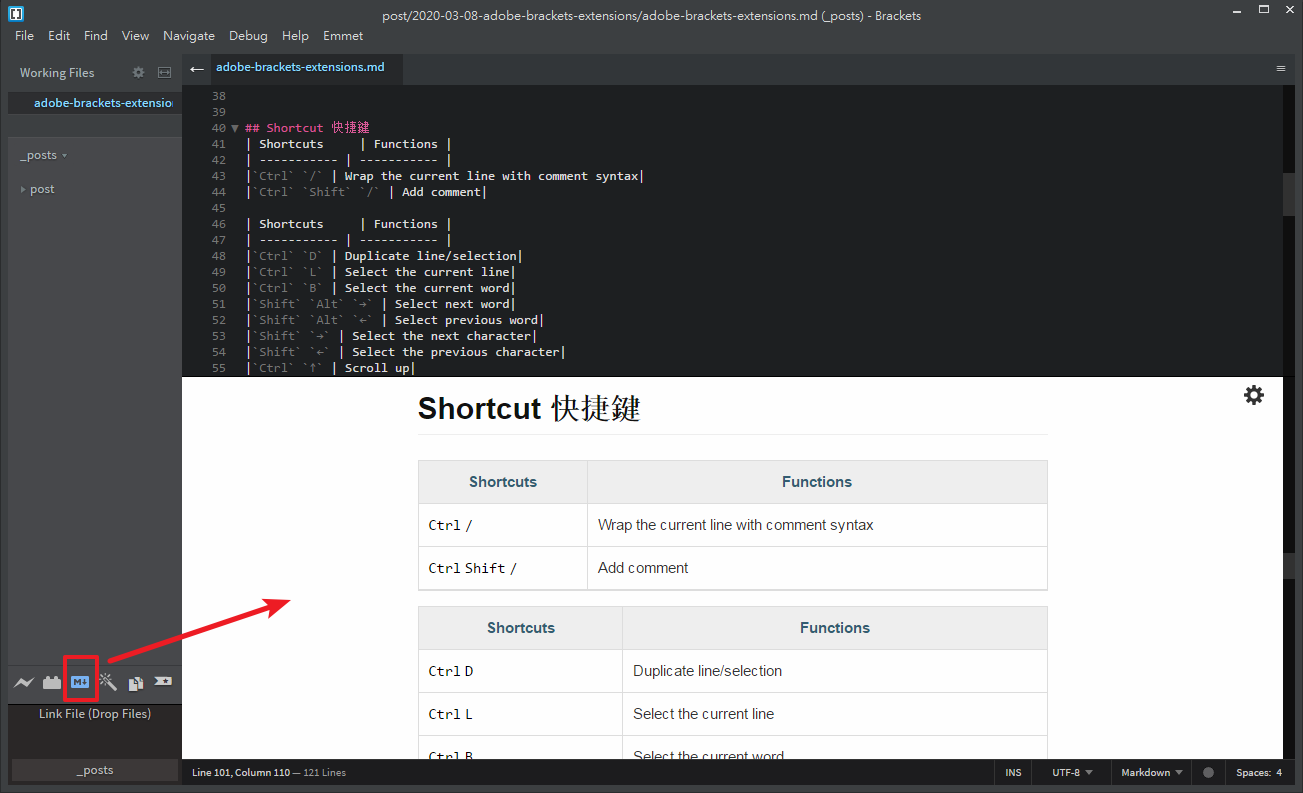 post/2020-03-08-adobe-brackets-extensions/adobe-brackets-extensions.md (_posts) - Brackets
File Edit Find View Navigate Debug Help Emmet
Working Files
adobe-brackets-extensio
_posts
post
Link File (Drop Files)
_posts
adobe-brackets-extensions.md
38
39
40 ## Shortcut 快捷鍵
41 | Shortcuts     | Functions |
42 | ----------- | ----------- |
43 |`Ctrl` `/` | Wrap the current line with comment syntax|
44 |`Ctrl` `Shift` `/` | Add comment|
45
46 | Shortcuts     | Functions |
47 | ----------- | ----------- |
48 |`Ctrl` `D` | Duplicate line/selection|
49 |`Ctrl` `L` | Select the current line|
50 |`Ctrl` `B` | Select the current word|
51 |`Shift` `Alt` `→` | Select next word|
52 |`Shift` `Alt` `←` | Select previous word|
53 |`Shift` `→` | Select the next character|
54 |`Shift` `←` | Select the previous character|
55 |`Ctrl` `↑` | Scroll up|
Shortcut 快捷鍵
Shortcuts Functions
Ctrl / Wrap the current line with comment syntax
Ctrl Shift / Add comment
Shortcuts Functions
Ctrl D Duplicate line/selection
Ctrl L Select the current line
Ctrl B Select the current word
M↓
Line 101, Column 110 — 121 Lines INS UTF-8 Markdown Spaces: 4